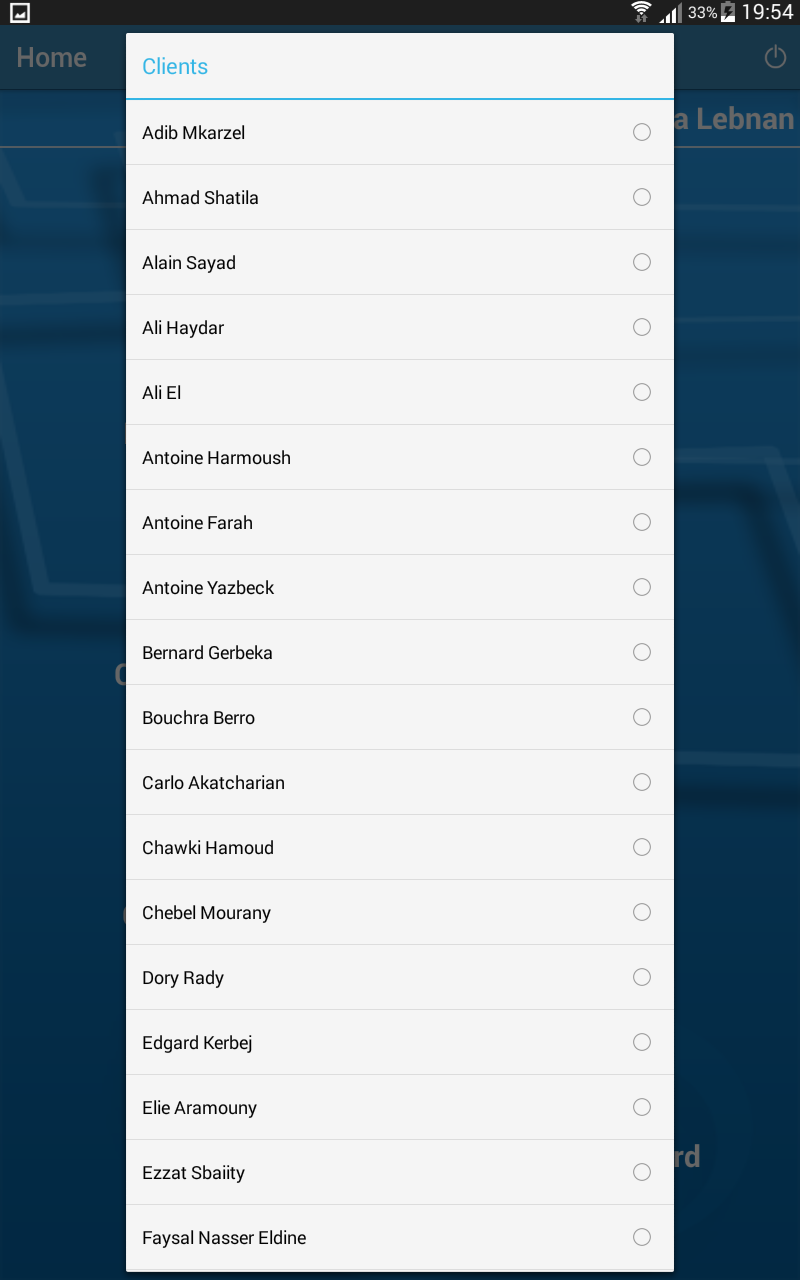 33% 19:54
Home
Clients
a Lebnan
Adib Mkarzel
Ahmad Shatila
Alain Sayad
Ali Haydar
Ali El
Antoine Harmoush
Antoine Farah
Antoine Yazbeck
Bernard Gerbeka
Bouchra Berro
Carlo Akatcharian
Chawki Hamoud
Chebel Mourany
Dory Rady
Edgard Kerbej
Elie Aramouny
Ezzat Sbaiity
rd
Faysal Nasser Eldine